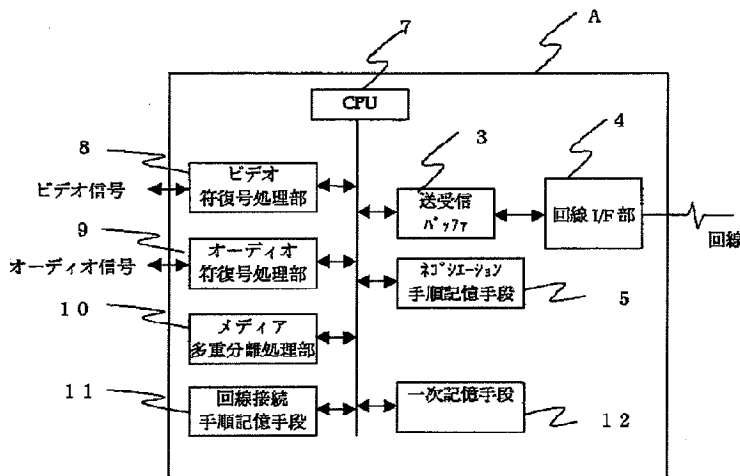 7
A
CPU
8
3
4
ビデオ信号
ビデオ
符復号処理部
送受信
バッファ
回線 I/F 部
回線
9
オーディオ信号
オーディオ
符復号処理部
ネゴシエーション
手順記憶手段
5
10
メディア
多重分離処理部
11
回線接続
手順記憶手段
一次記憶手段
12